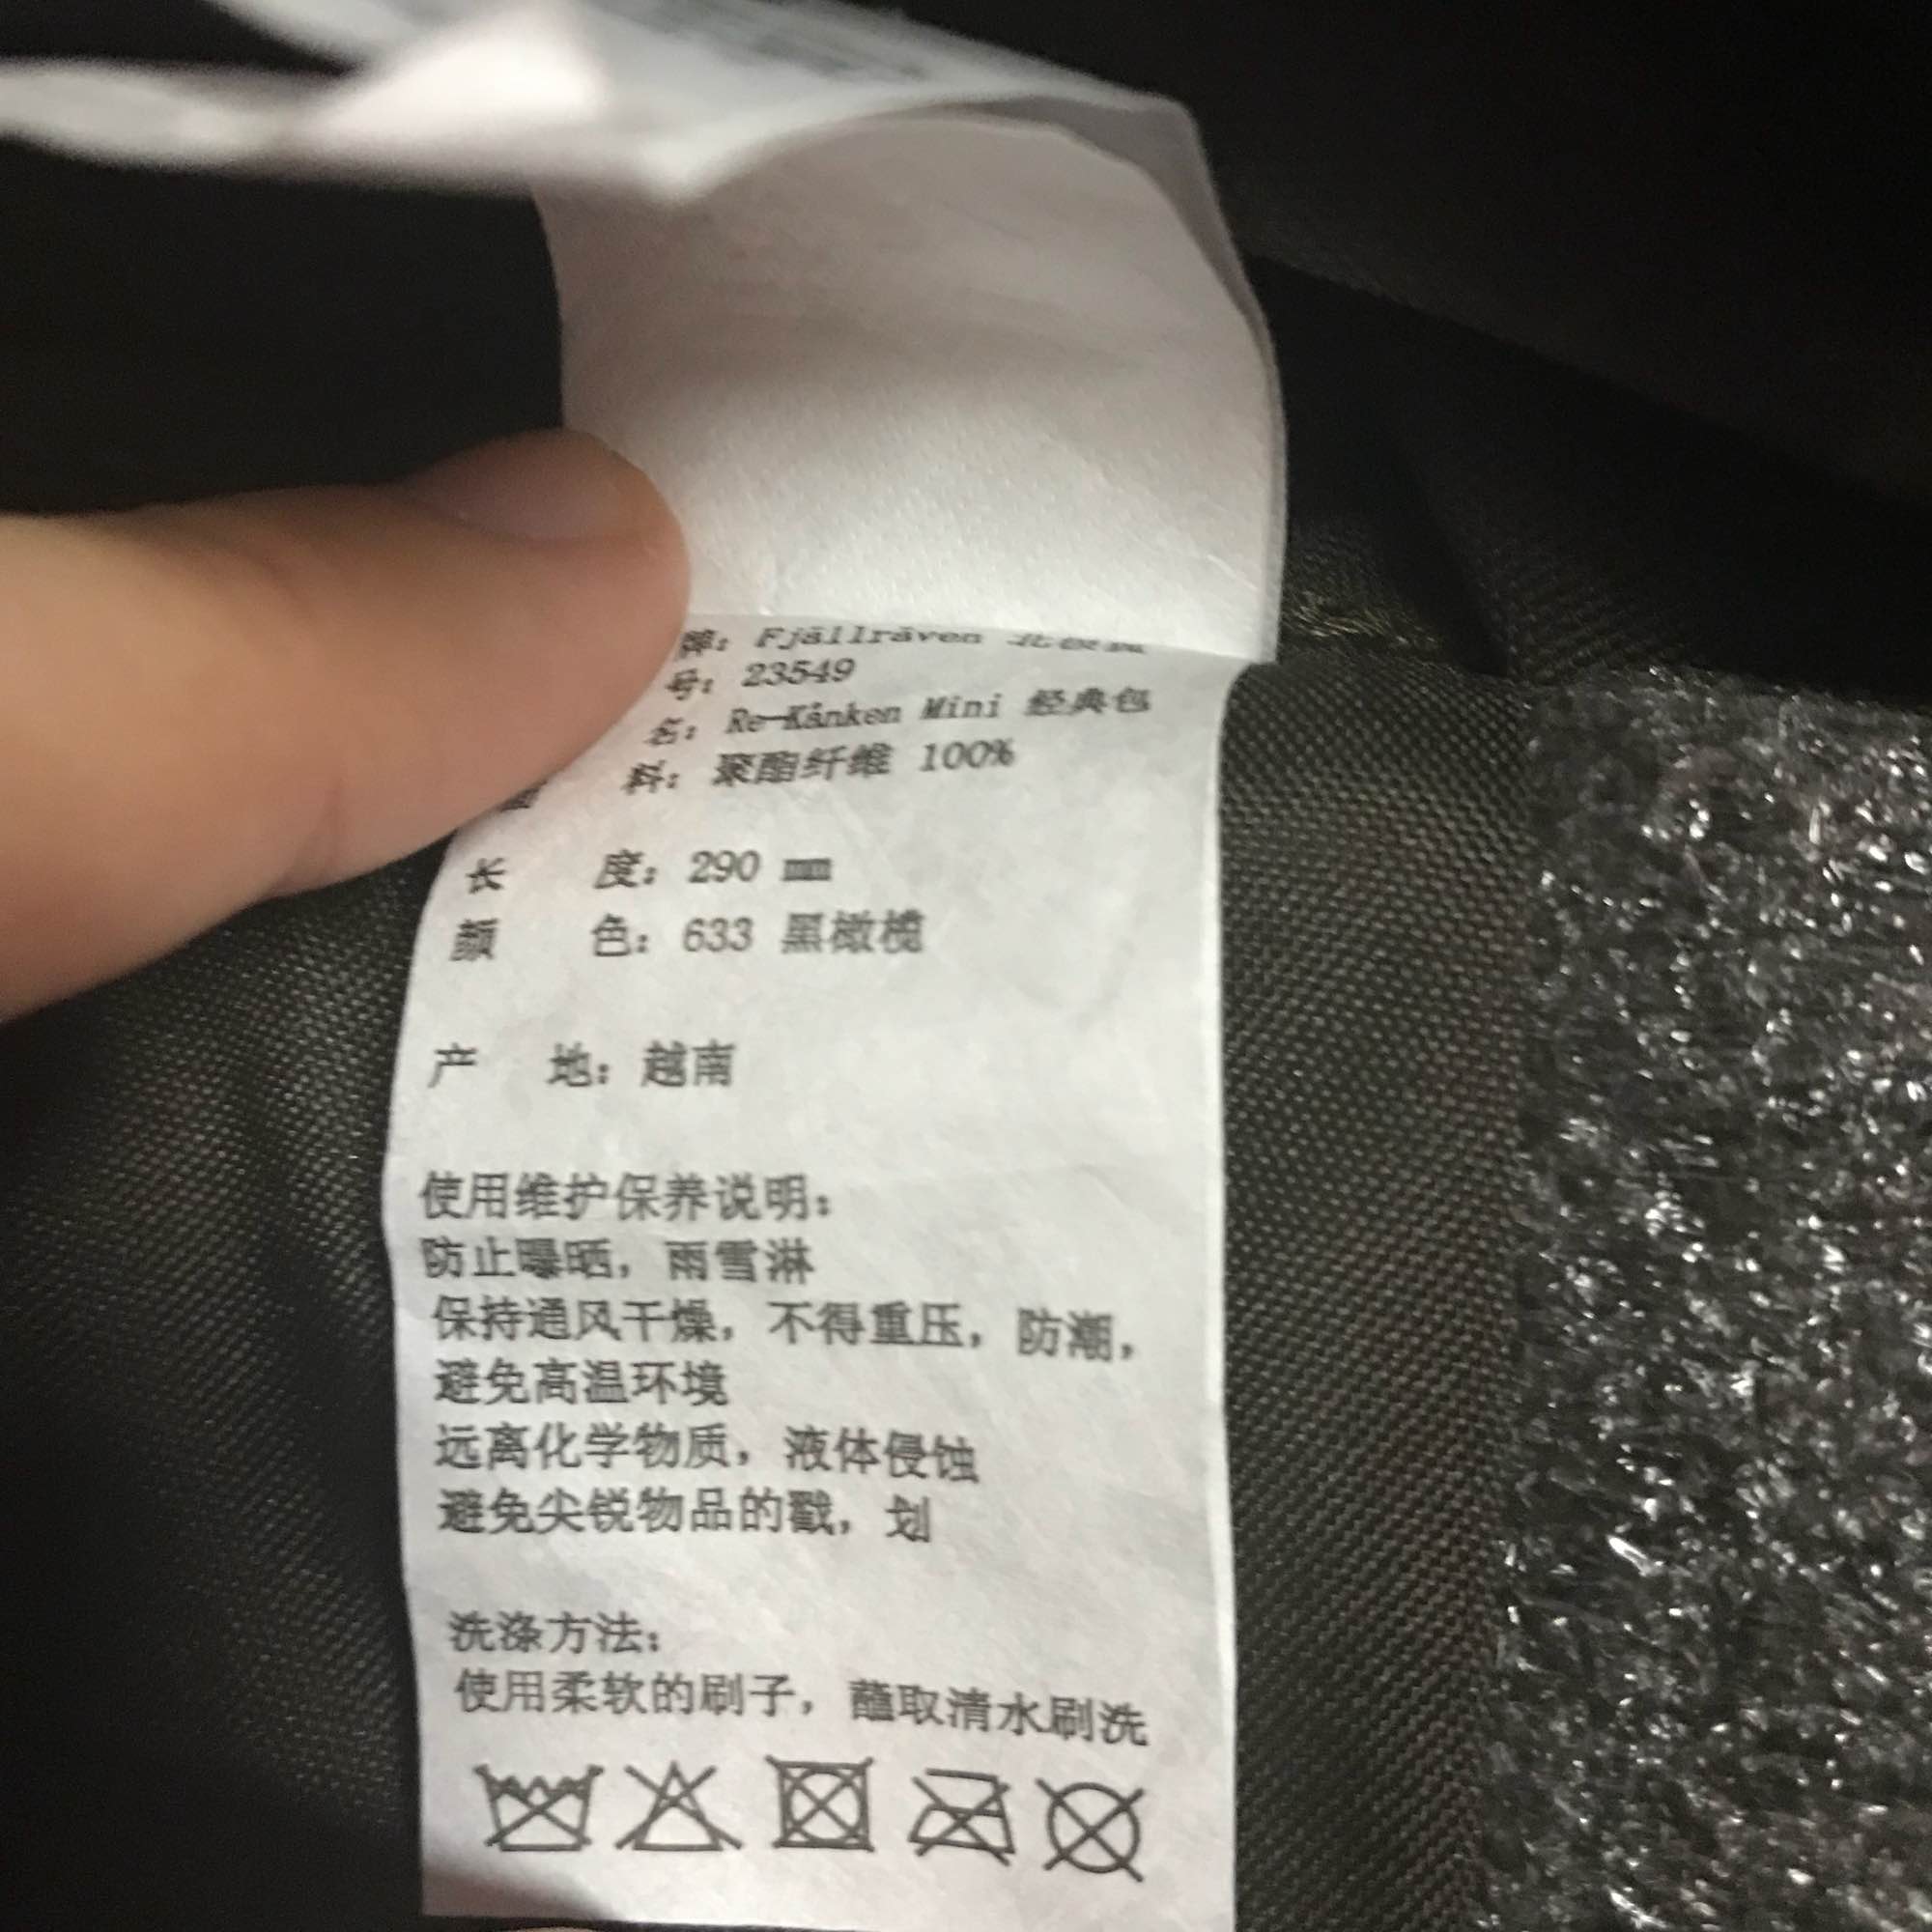 牌：Fjällräven
号：23549
名：Re-Kånken Mini 经典包
料：聚酯纤维 100%
长 度：290 mm
颜 色：633 黑橄榄
产 地：越南
使用维护保养说明：
防止曝晒，雨雪淋
保持通风干燥，不得重压，防潮，
避免高温环境
远离化学物质，液体侵蚀
避免尖锐物品的戳，划
洗涤方法：
使用柔软的刷子，蘸取清水刷洗